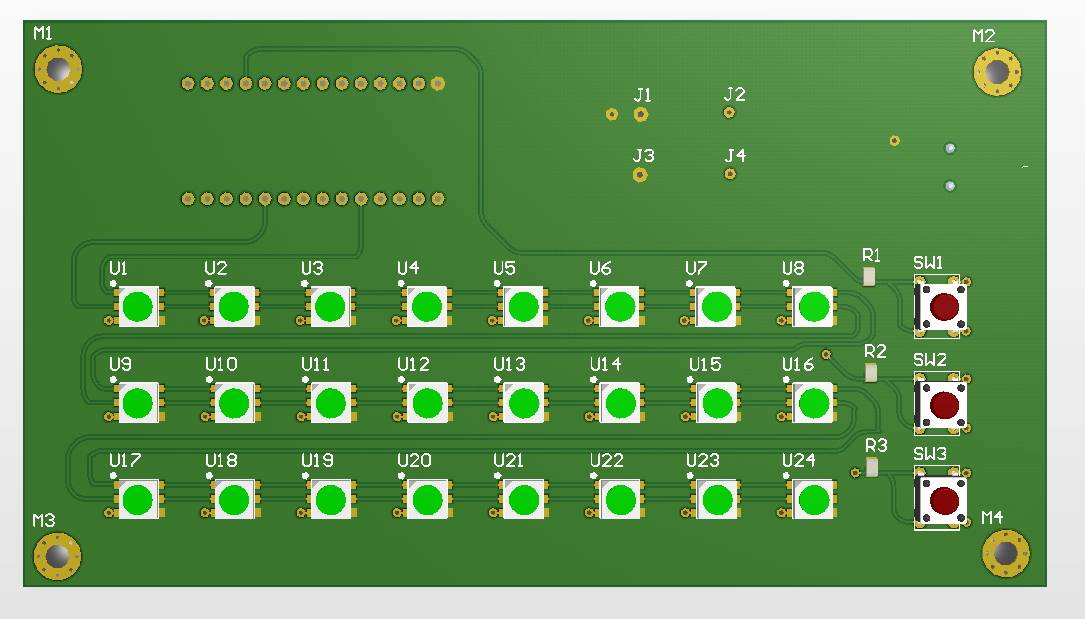 M1 M2
J1 J2
J3 J4
R1 SW1
U1 U2 U3 U4 U5 U6 U7 U8
R2 SW2
U9 U10 U11 U12 U13 U14 U15 U16
R3 SW3
U17 U18 U19 U20 U21 U22 U23 U24
M3 M4